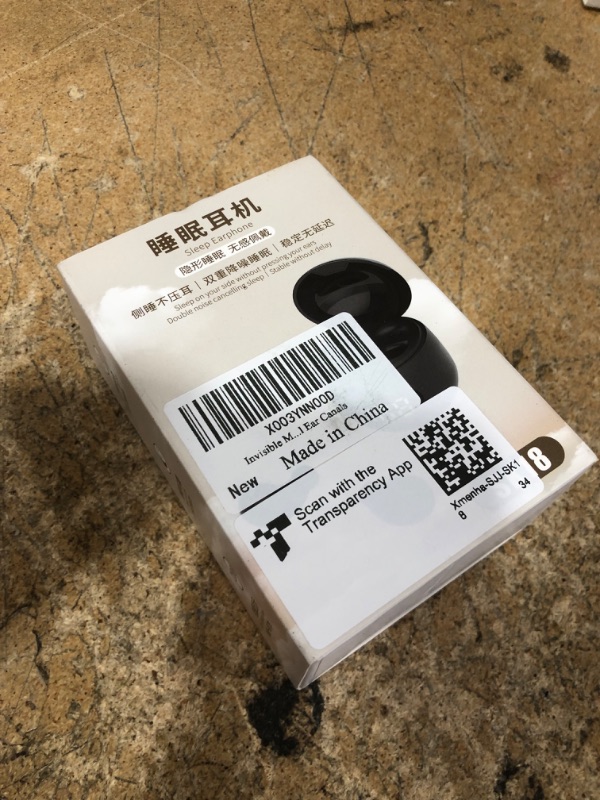 睡眠耳机
Sleep Earphone
隐形睡眠 无感佩戴
侧睡不压耳 | 双重降噪睡眠 | 稳定无延迟
Sleep on your side without pressing your ears
Double noise cancelling sleep | Stable without delay
X003YNN00D
Invisible M...l Ear Canals
New
Made in China
Scan with the
Transparency App
Xmenha-SJJ-SK1
8 34
8